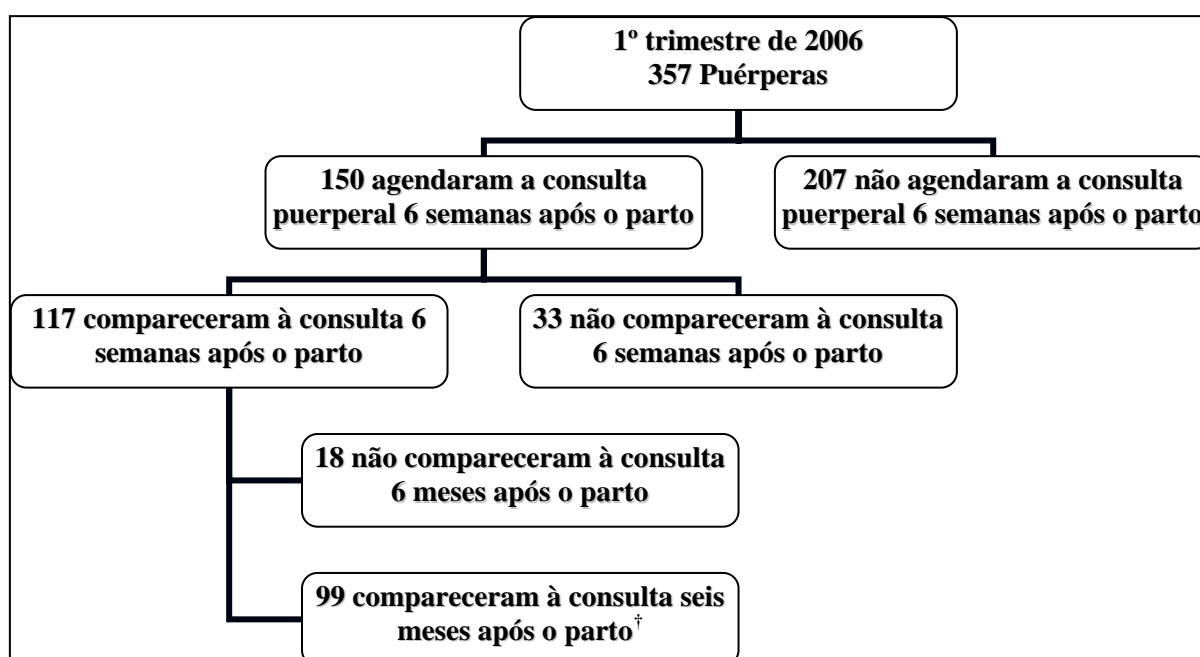 1º trimestre de 2006
357 Puérperas
150 agendaram a consulta
puerperal 6 semanas após o parto
207 não agendaram a consulta
puerperal 6 semanas após o parto
117 compareceram à consulta 6
semanas após o parto
33 não compareceram à consulta
6 semanas após o parto
18 não compareceram à consulta
6 meses após o parto
99 compareceram à consulta seis
meses após o parto†